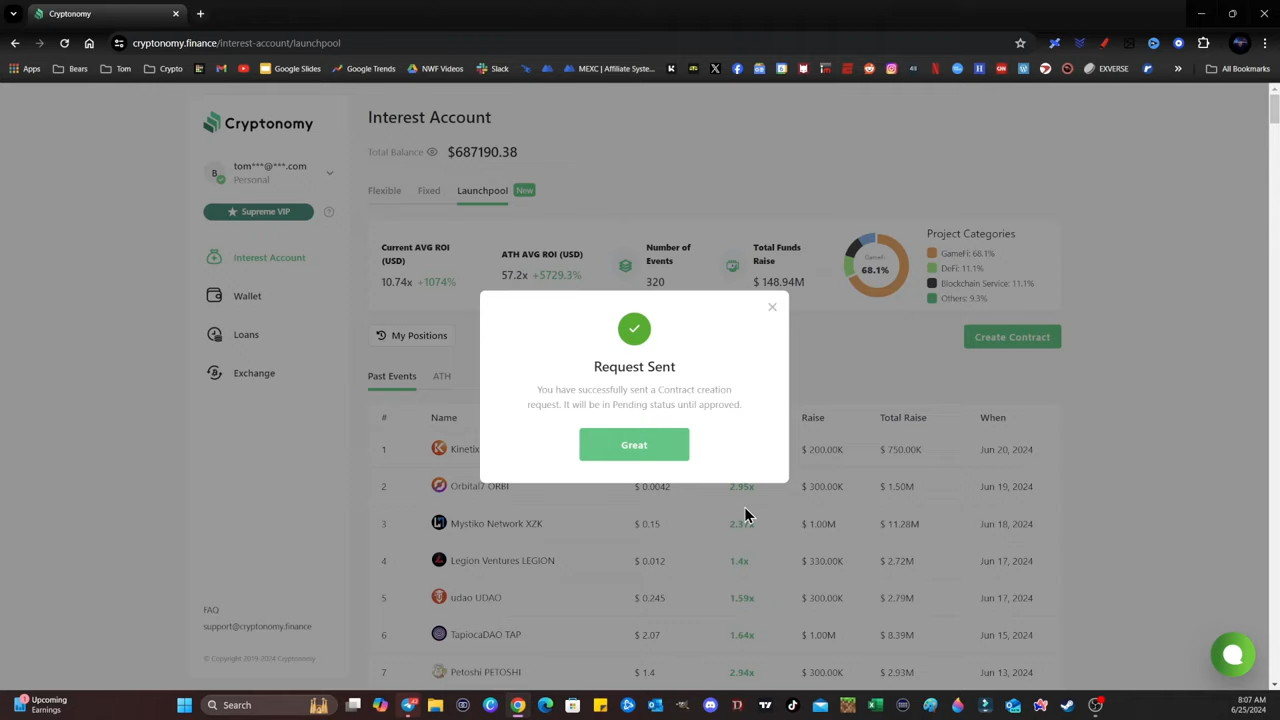 Cryptonomy
cryptonomy.finance/interest-account/launchpool
Apps
Bears
Tom
Crypto
Google Slides
Google Trends
NWF Videos
Slack
MEXC | Affiliate Syste...
EXVERSE
All Bookmarks
Cryptonomy
Interest Account
Total Balance
$687190.38
B
tom***@***.com
Personal
Supreme VIP
Flexible
Fixed
Launchpool
New
Interest Account
Wallet
Loans
Exchange
Current AVG ROI
(USD)
10.74x +1074%
ATH AVG ROI (USD)
57.2x +5729.3%
Number of
Events
320
Total Funds
Raise
$ 148.94M
GameFi:
68.1%
Project Categories
GameFi: 68.1%
DeFi: 11.1%
Blockchain Service: 11.1%
Others: 9.3%
My Positions
Create Contract
Request Sent
You have successfully sent a Contract creation
request. It will be in Pending status until approved.
Great
Past Events
ATH
# Name Raise Total Raise When
1 Kinetix $ 200.00K $ 750.00K Jun 20, 2024
2 Orbital7 ORBI $ 0.0042 2.95x $ 300.00K $ 1.50M Jun 19, 2024
3 Mystiko Network XZK $ 0.15 $ 1.00M $ 11.28M Jun 18, 2024
4 Legion Ventures LEGION $ 0.012 1.4x $ 330.00K $ 2.72M Jun 17, 2024
5 udao UDAO $ 0.245 1.59x $ 300.00K $ 2.79M Jun 17, 2024
6 TapiocaDAO TAP $ 2.07 1.64x $ 1.00M $ 8.39M Jun 15, 2024
7 Petoshi PETOSHI $ 1.4 2.94x $ 300.00K $ 2.93M Jun 13, 2024
FAQ
support@cryptonomy.finance
© Copyright 2019-2024 Cryptonomy
Upcoming
Earnings
Search
8:07 AM
6/25/2024